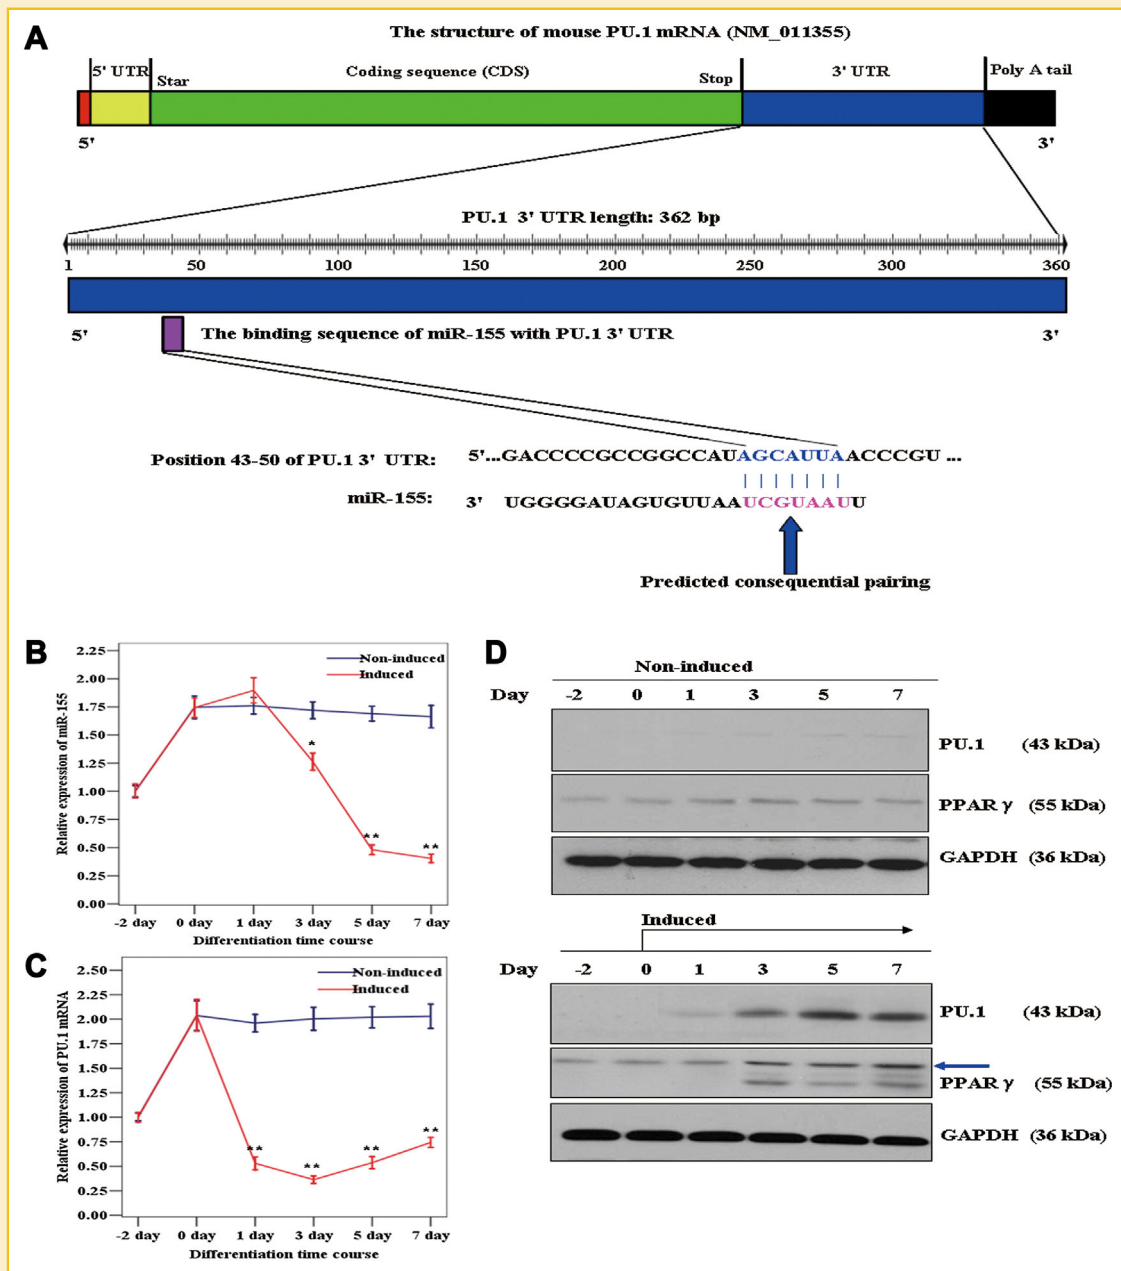 A
The structure of mouse PU.1 mRNA (NM_011355)
5' UTR
Star
Coding sequence (CDS)
Stop
3' UTR
Poly A tail
5'
3'
PU.1 3' UTR length: 362 bp
1 50 100 150 200 250 300 360
5'
The binding sequence of miR-155 with PU.1 3' UTR
3'
Position 43-50 of PU.1 3' UTR: 5'...GACCCCGCCGGCCAUAGCAUUAACCCGU ...
miR-155: 3' UGGGGAUAGUGUUAAUCGUAAUU
Predicted consequential pairing
B
Relative expression of miR-155
2.25
2.00
1.75
1.50
1.25
1.00
0.75
0.50
0.25
0.00
Non-induced
Induced
*
**
**
-2 day 0 day 1 day 3 day 5 day 7 day
Differentiation time course
C
Relative expression of PU.1 mRNA
2.50
2.25
2.00
1.75
1.50
1.25
1.00
0.75
0.50
0.25
0.00
Non-induced
Induced
**
**
**
**
-2 day 0 day 1 day 3 day 5 day 7 day
Differentiation time course
D
Non-induced
Day -2 0 1 3 5 7
PU.1 (43 kDa)
PPAR γ (55 kDa)
GAPDH (36 kDa)
Induced
Day -2 0 1 3 5 7
PU.1 (43 kDa)
PPAR γ (55 kDa)
GAPDH (36 kDa)